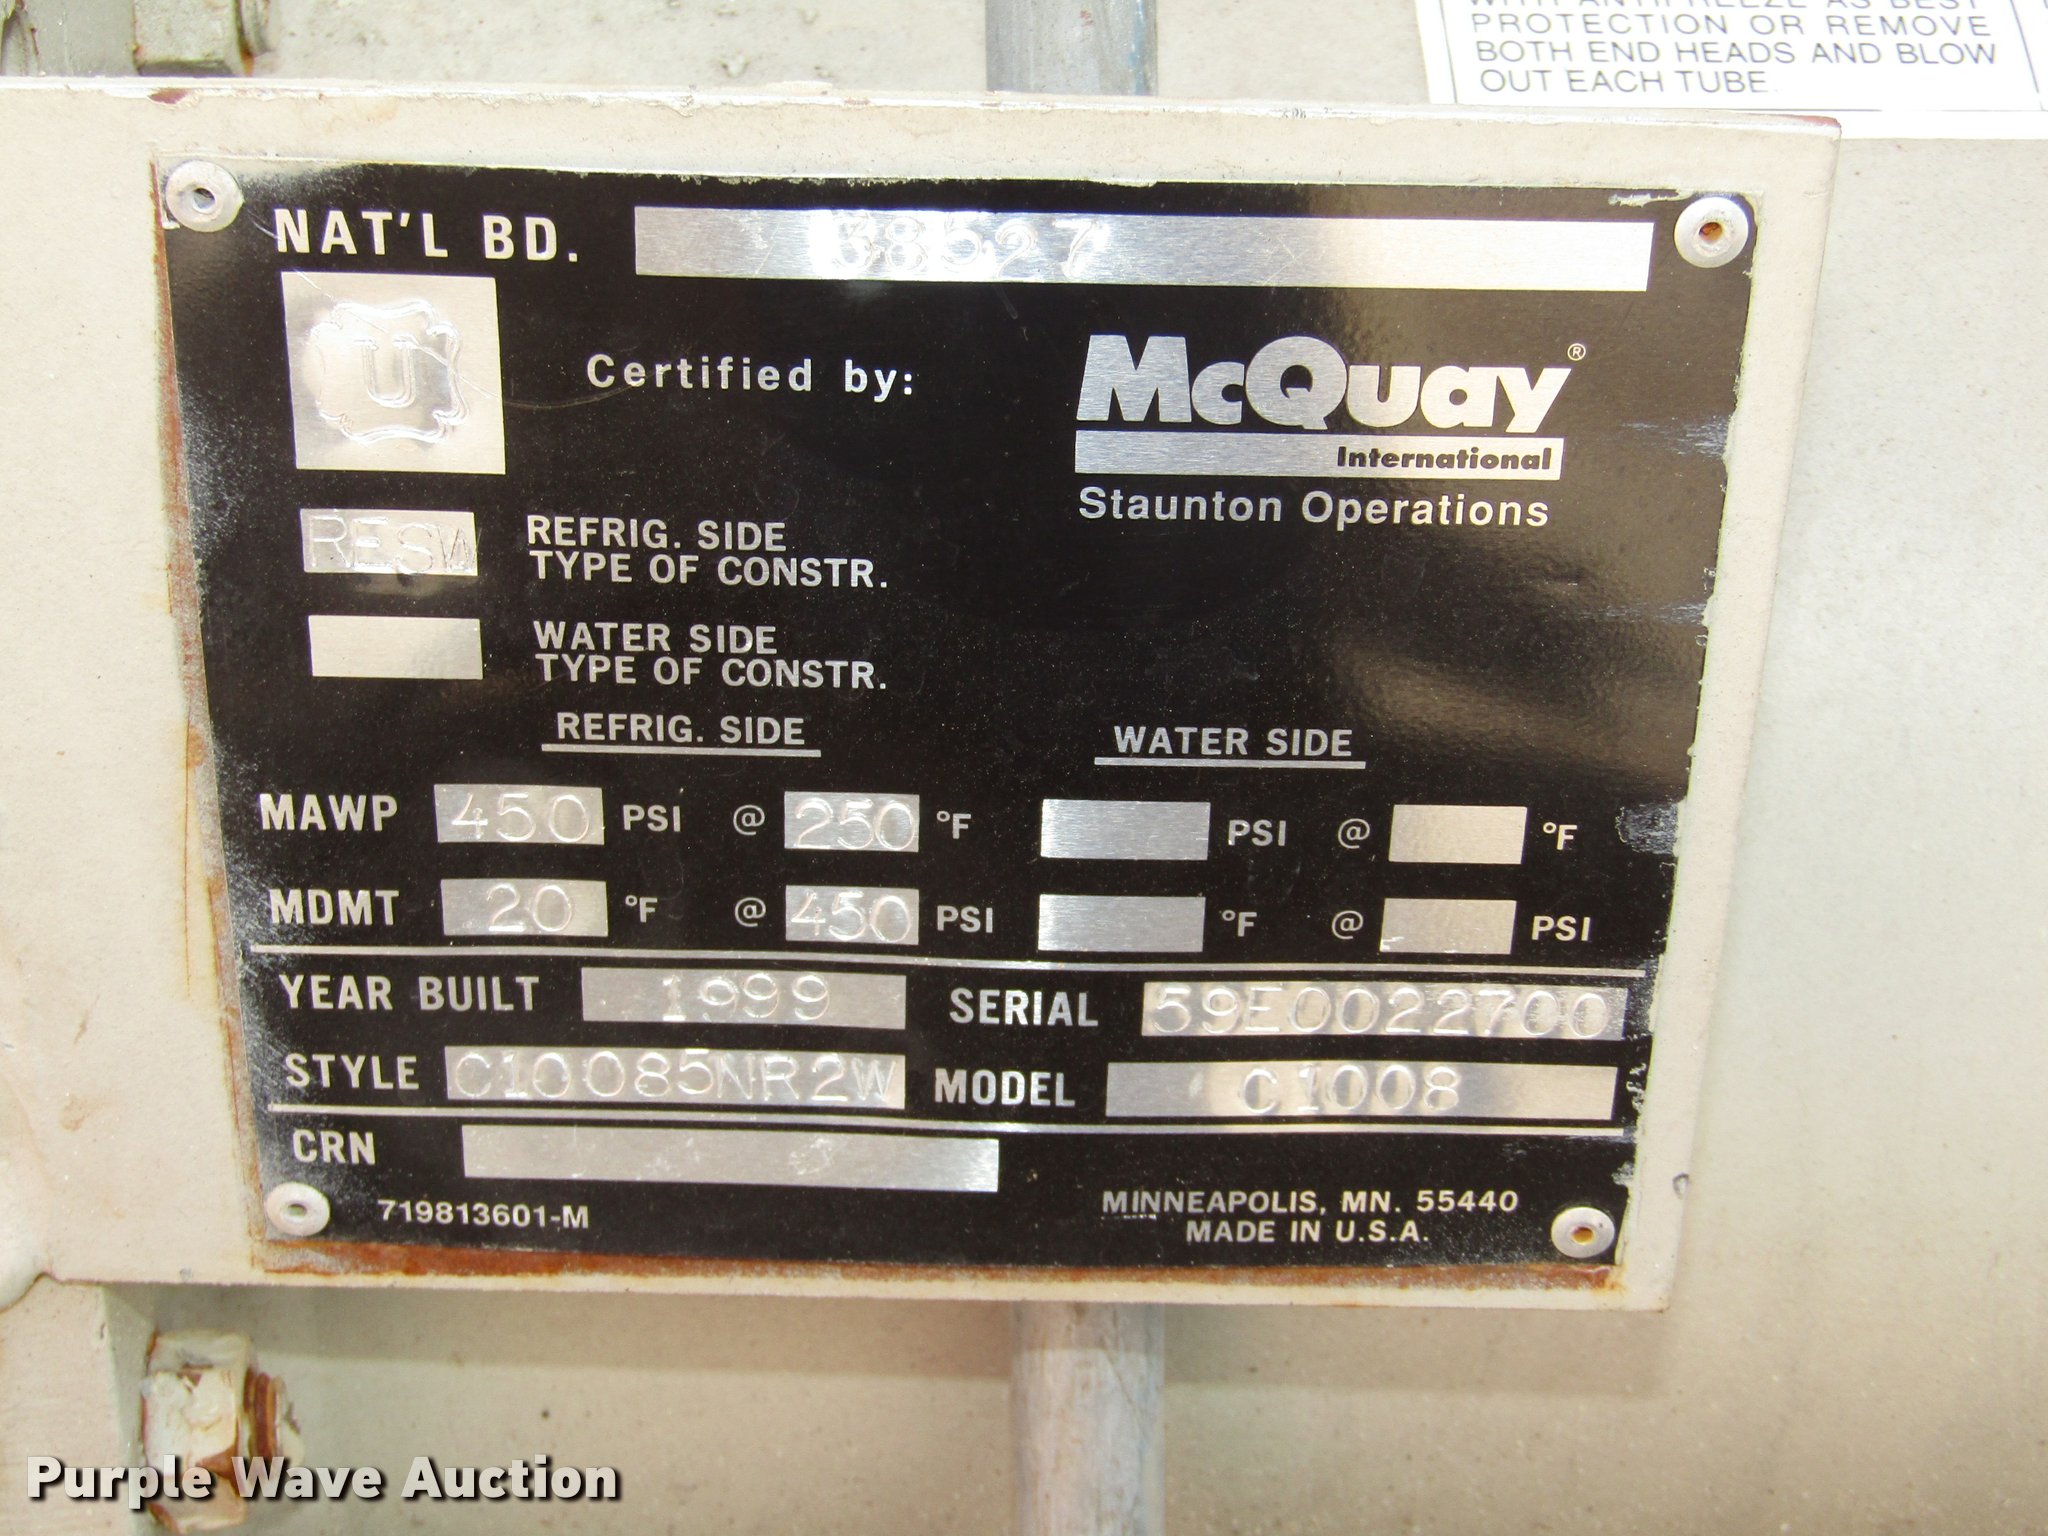 PROTECTION OR REMOVE
BOTH END HEADS AND BLOW
OUT EACH TUBE.
NAT'L BD. 38527
U
Certified by:
McQuay®
International
Staunton Operations
RESW REFRIG. SIDE
TYPE OF CONSTR.
WATER SIDE
TYPE OF CONSTR.
REFRIG. SIDE WATER SIDE
MAWP 450 PSI @ 250 °F PSI @ °F
MDMT 20 °F @ 450 PSI °F @ PSI
YEAR BUILT 1999 SERIAL 59E0022700
STYLE C10085NR2W MODEL C1008
CRN
719813601-M
MINNEAPOLIS, MN. 55440
MADE IN U.S.A.
Purple Wave Auction